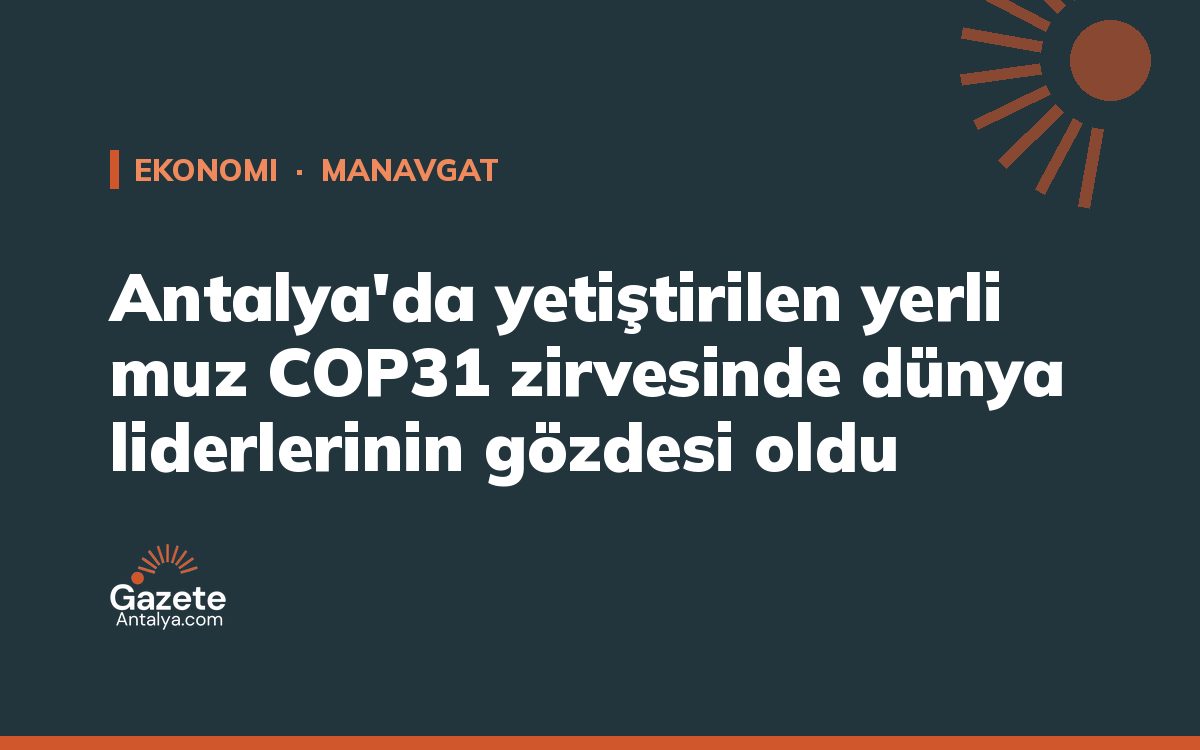 EKONOMI · MANAVGAT
Antalya'da yetiştirilen yerli
muz COP31 zirvesinde dünya
liderlerinin gözdesi oldu
Gazete
Antalya.com